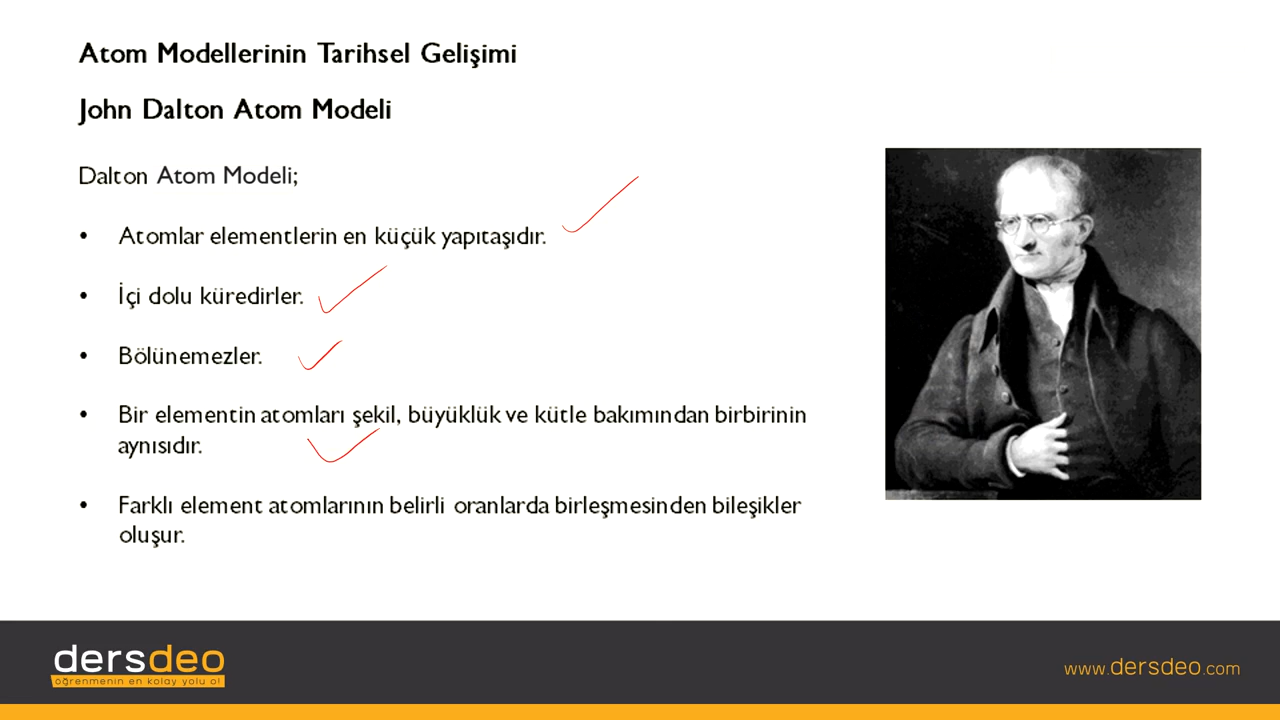 Atom Modellerinin Tarihsel Gelişimi
John Dalton Atom Modeli
Dalton Atom Modeli;
• Atomlar elementlerin en küçük yapıtaşıdır.
• İçi dolu küredirler.
• Bölünemezler.
• Bir elementin atomları şekil, büyüklük ve kütle bakımından birbirinin
aynısıdır.
• Farklı element atomlarının belirli oranlarda birleşmesinden bileşikler
oluşur.
dersdeo
öğrenmenin en kolay yolu o!
www.dersdeo.com